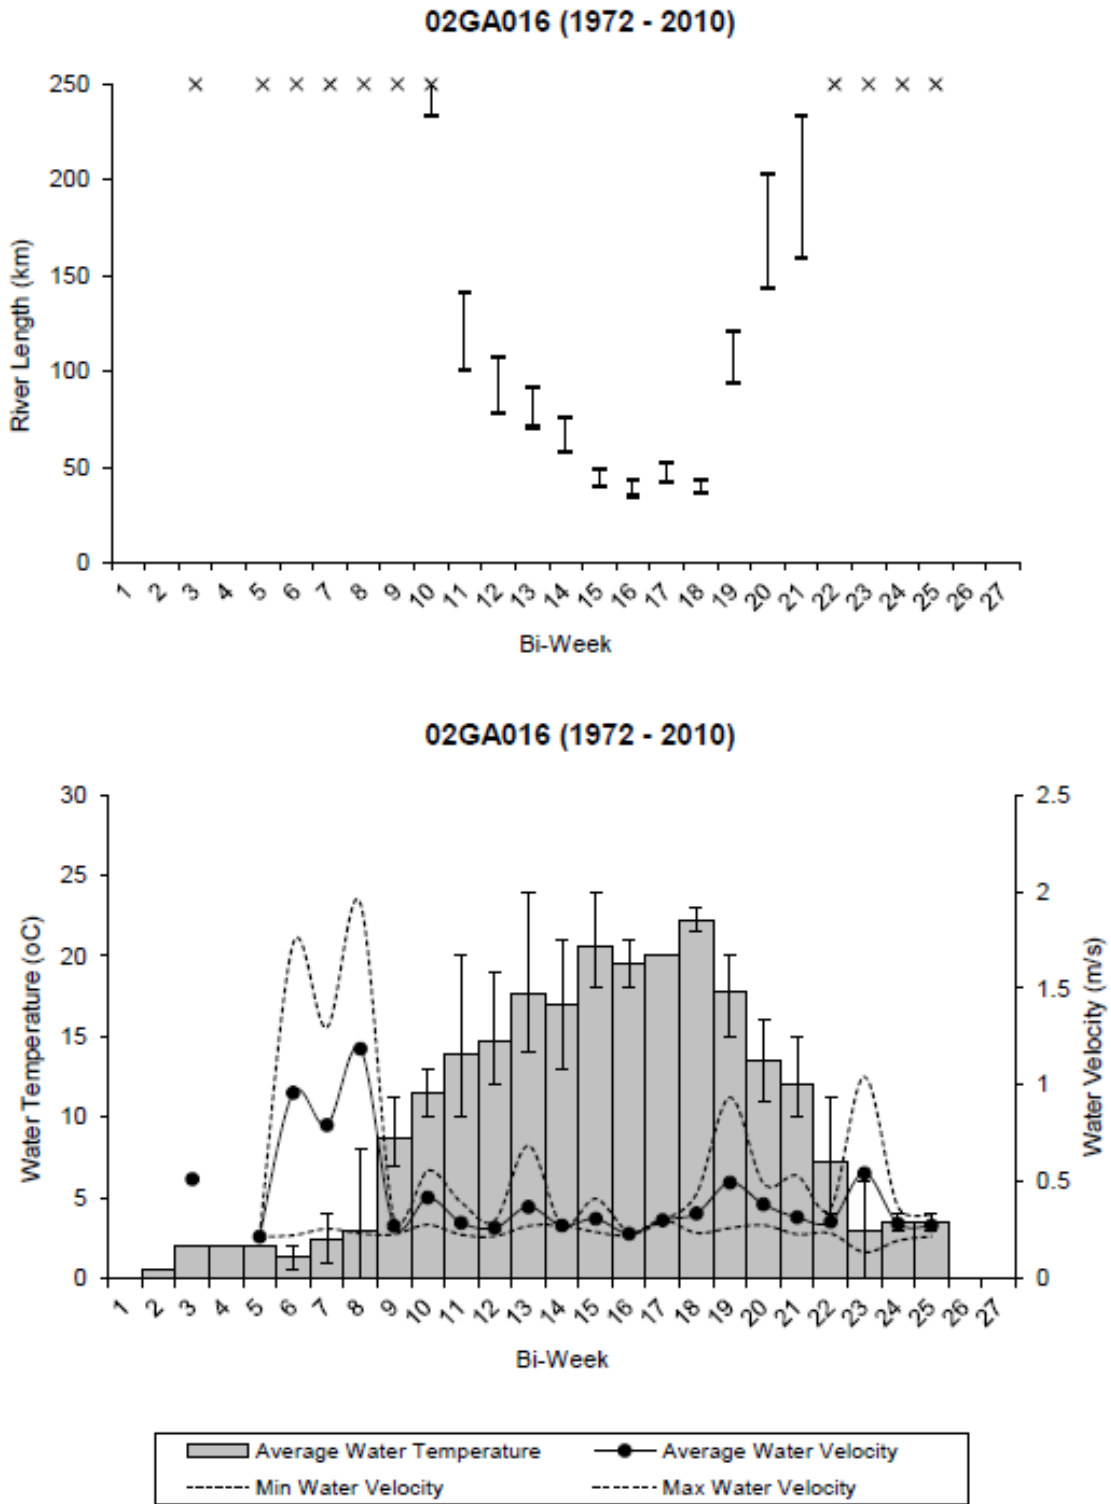 02GA016 (1972 - 2010)
250
200
150
100
50
0
River Length (km)
1 2 3 4 5 6 7 8 9 10 11 12 13 14 15 16 17 18 19 20 21 22 23 24 25 26 27
Bi-Week
02GA016 (1972 - 2010)
30
25
20
15
10
5
0
Water Temperature (oC)
2.5
2
1.5
1
0.5
0
Water Velocity (m/s)
1 2 3 4 5 6 7 8 9 10 11 12 13 14 15 16 17 18 19 20 21 22 23 24 25 26 27
Bi-Week
Average Water Temperature
Average Water Velocity
Min Water Velocity
Max Water Velocity